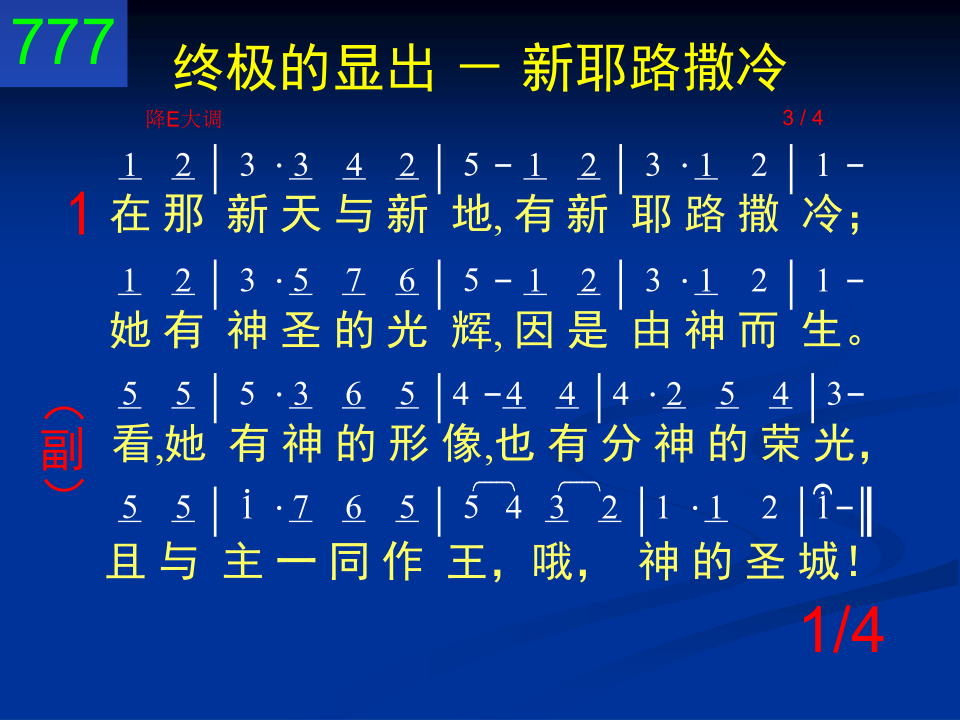 777
终极的显出 － 新耶路撒冷
降E大调 3 / 4
1 2 | 3 · 3 4 2 | 5 - 1 2 | 3 · 1 2 | 1 -
1 在那 新天与新 地, 有新 耶路撒 冷；
1 2 | 3 · 5 7 6 | 5 - 1 2 | 3 · 1 2 | 1 -
她有 神圣的光 辉, 因是 由神而 生。
5 5 | 5 · 3 6 5 | 4 - 4 4 | 4 · 2 5 4 | 3 -
（副） 看,她 有神的形 像,也 有分神的荣 光，
5 5 | i · 7 6 5 | 5 4 3 2 | 1 · 1 2 | i - ‖
且与 主一同作 王，哦， 神的圣城！
1/4